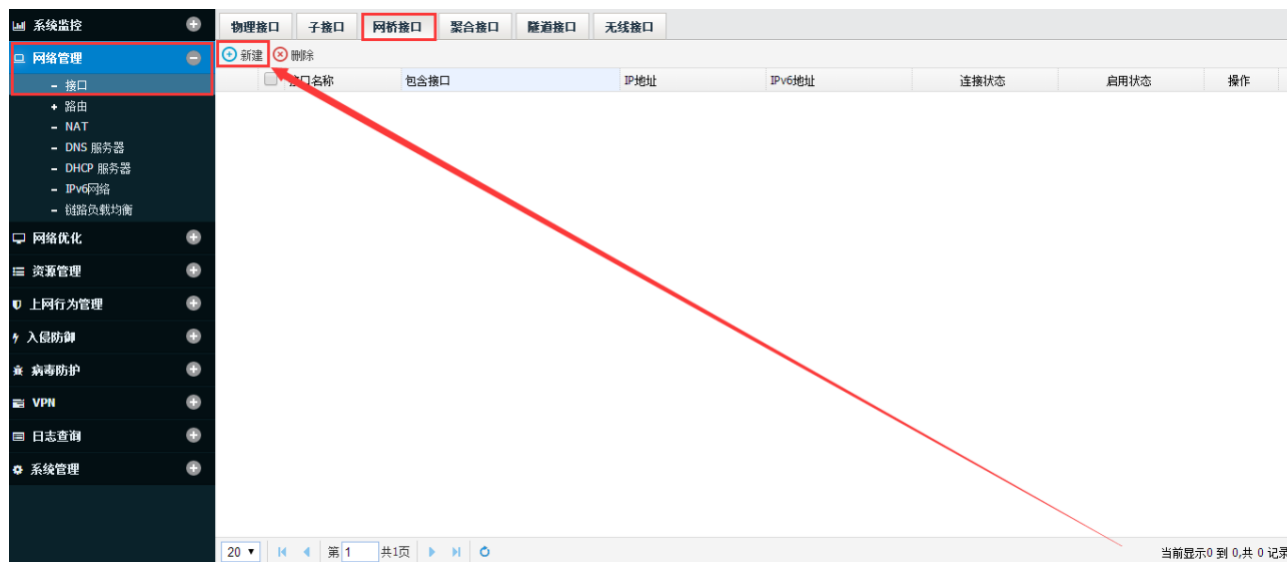 系统监控
网络管理
接口
路由
NAT
DNS 服务器
DHCP 服务器
IPv6网络
链路负载均衡
网络优化
资源管理
上网行为管理
入侵防御
病毒防护
VPN
日志查询
系统管理
物理接口 子接口 网桥接口 聚合接口 隧道接口 无线接口
新建 删除
接口名称 包含接口 IP地址 IPv6地址 连接状态 启用状态 操作
20 第 1 共1页 当前显示0 到 0,共 0 记录